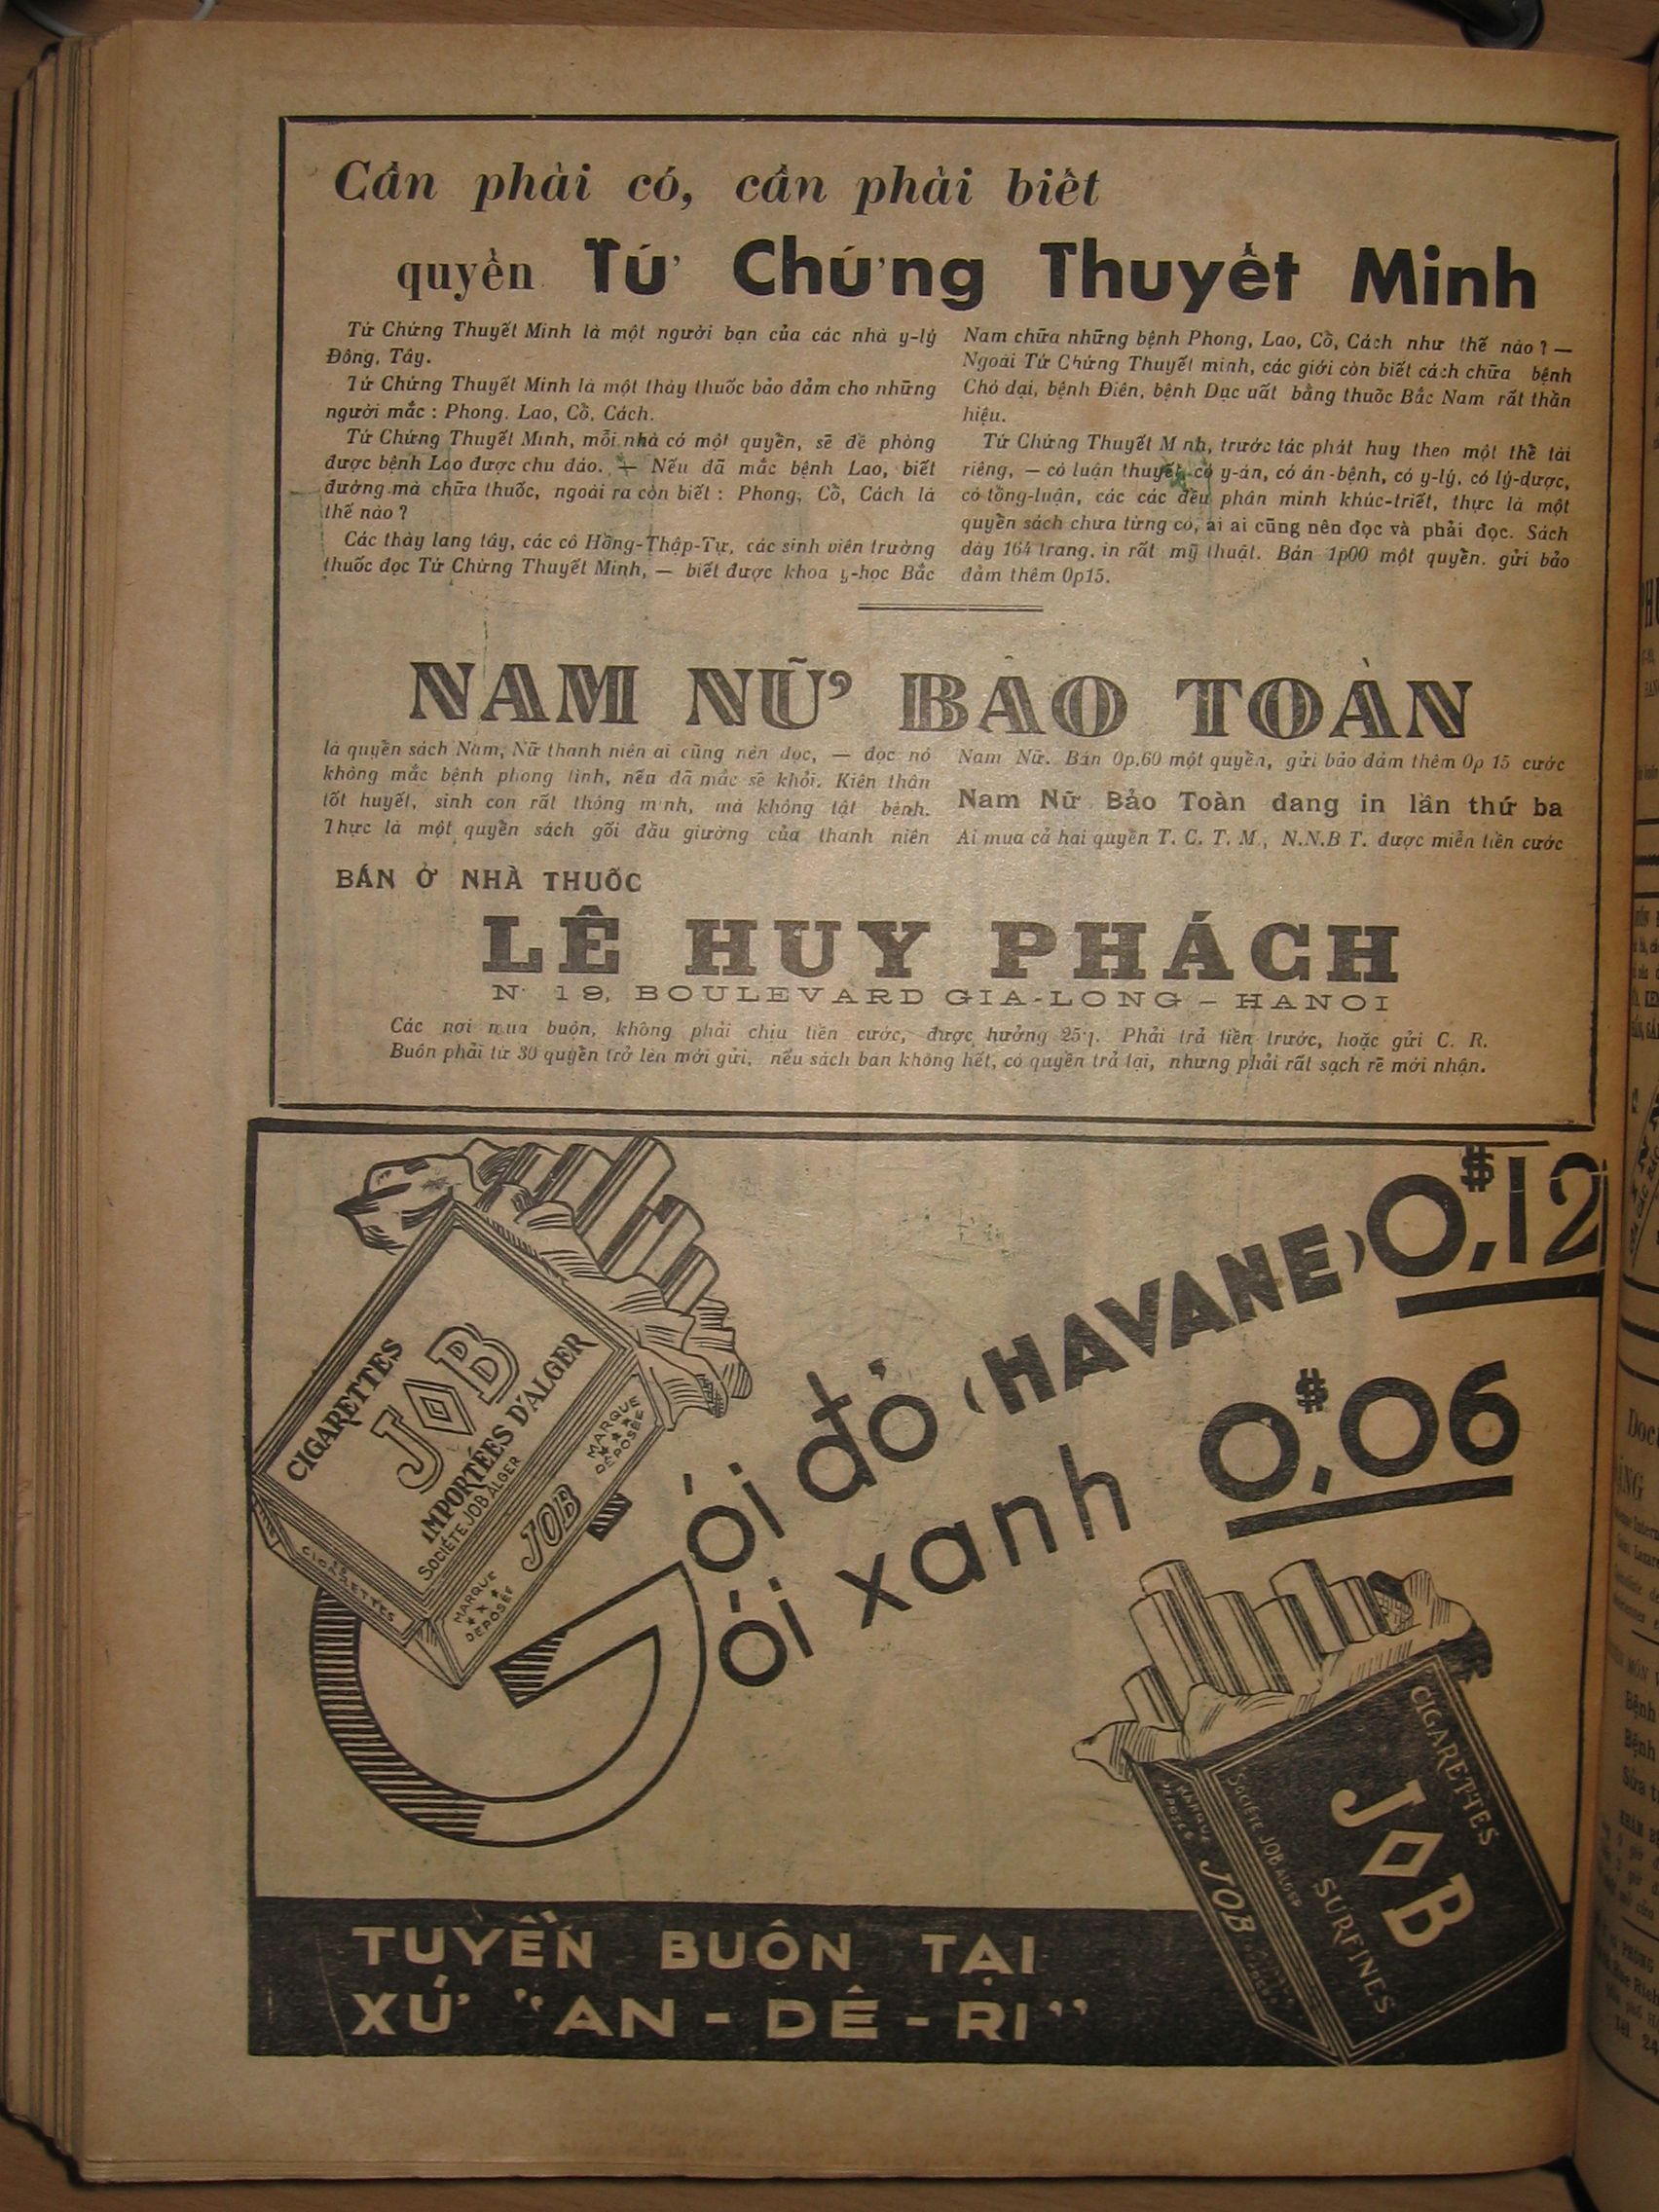 Cần phải có, cần phải biết
quyển Tứ Chứng Thuyết Minh
Tứ Chứng Thuyết Minh là một người bạn của các nhà y-lý
Đông, Tây.
Tứ Chứng Thuyết Minh là một thày thuốc bảo đảm cho những
người mắc : Phong. Lao, Cồ, Cách.
Tứ Chứng Thuyết Minh, mỗi nhà có một quyển, sẽ đề phòng
được bệnh Lao được chu đáo. — Nếu đã mắc bệnh Lao, biết
đường mà chữa thuốc, ngoài ra còn biết : Phong, Cồ, Cách là
thế nào ?
Các thày lang tây, các cô Hồng-Thập-Tự, các sinh viên trường
thuốc đọc Tứ Chứng Thuyết Minh, — biết được khoa y-học Bắc
Nam chữa những bệnh Phong, Lao, Cồ, Cách như thế nào ? —
Ngoài Tứ Chứng Thuyết minh, các giới còn biết cách chữa bệnh
Chó dại, bệnh Điên, bệnh Dục uất bằng thuốc Bắc Nam rất thần
hiệu.
Tứ Chứng Thuyết Minh, trước tác phát huy theo một thể tài
riêng, — có luận thuyết, có y-án, có án-bệnh, có y-lý, có lý-dược,
có tổng-luận, các các đều phân minh khúc-triết, thực là một
quyển sách chưa từng có, ai ai cũng nên đọc và phải đọc. Sách
dày 164 trang. in rất mỹ thuật. Bán 1p00 một quyển. gửi bảo
đảm thêm 0p15.
NAM NỮ BẢO TOÀN
là quyển sách Nam, Nữ thanh niên ai cũng nên đọc, — đọc nó
không mắc bệnh phong tình, nếu đã mắc sẽ khỏi. Kiên thân
tốt huyết, sinh con rất thông minh, mà không tật bệnh.
Thực là một quyển sách gối đầu giường của thanh niên
Nam Nữ. Bán 0p.60 một quyển, gửi bảo đảm thêm 0p 15 cước
Nam Nữ Bảo Toàn đang in lần thứ ba
Ai mua cả hai quyển T. C. T. M., N.N.B T. được miễn tiền cước
BÁN Ở NHÀ THUỐC
LÊ HUY PHÁCH
N· 19, BOULEVARD GIA-LONG – HANOI
Các nơi mua buôn, không phải chịu tiền cước, được hưởng Phải trả tiền trước, hoặc gửi C. R.
Buôn phải từ 30 quyển trở lên mới gửi, nếu sách bán không hết, có quyền trả lại, nhưng phải rất sạch rẽ mới nhận.
Gói đỏ (HAVANE) 0$,12
Gói xanh 0$,06
CIGARETTES
JOB
IMPORTÉES D'ALGER
SOCIÉTÉ JOB ALGER
MARQUE DÉPOSÉE
JOB
MARQUE DÉPOSÉE
CIGARETTES
CIGARETTES
JOB
SURFINES
SOCIÉTÉ JOB ALGER
JOB
TUYỀN BUÔN TẠI
XỨ "AN - DÊ - RI"